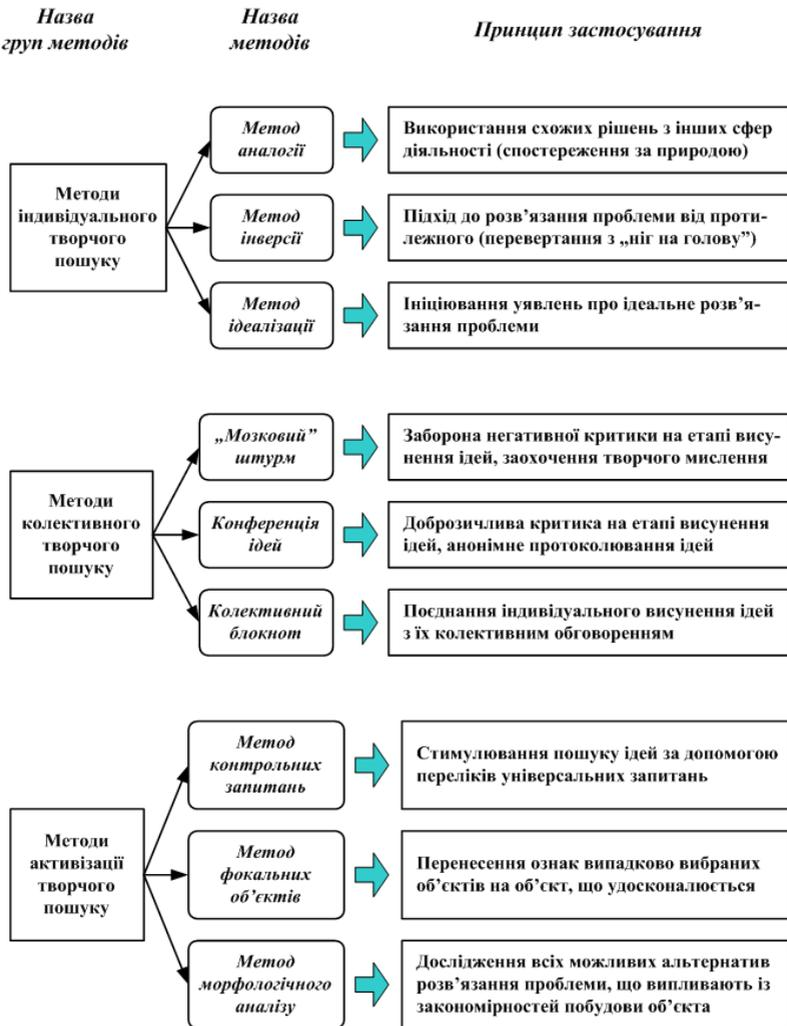 Назва
груп методів
Назва
методів
Принцип застосування
Методи
індивідуального
творчого
пошуку
Метод
аналогії
Використання схожих рішень з інших сфер
діяльності (спостереження за природою)
Метод
інверсії
Підхід до розв’язання проблеми від проти-
лежного (перевертання з „ніг на голову”)
Метод
ідеалізації
Ініціювання уявлень про ідеальне розв’я-
зання проблеми
Методи
колективного
творчого
пошуку
„Мозковий”
штурм
Заборона негативної критики на етапі вису-
нення ідей, заохочення творчого мислення
Конференція
ідей
Доброзичлива критика на етапі висунення
ідей, анонімне протоколювання ідей
Колективний
блокнот
Поєднання індивідуального висунення ідей
з їх колективним обговоренням
Методи
активізації
творчого
пошуку
Метод
контрольних
запитань
Стимулювання пошуку ідей за допомогою
переліків універсальних запитань
Метод
фокальних
об’єктів
Перенесення ознак випадково вибраних
об’єктів на об’єкт, що удосконалюється
Метод
морфологічного
аналізу
Дослідження всіх можливих альтернатив
розв’язання проблеми, що випливають із
закономірностей побудови об’єкта